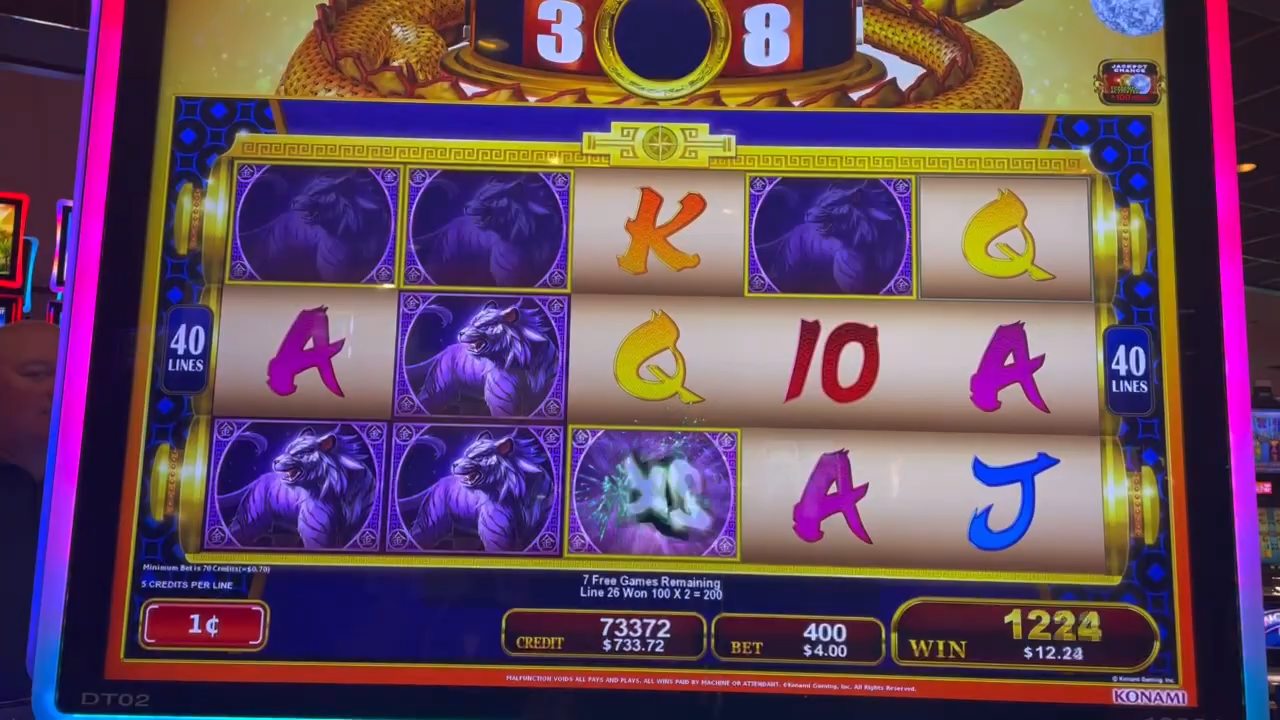 3 8
JACKPOT
CHANCE
K Q
40
LINES
A Q 10 A
40
LINES
A J
Minimum Bet is 70 Credits(=$0.70)
5 CREDITS PER LINE
7 Free Games Remaining
Line 26 Won 100 X 2 = 200
1¢
CREDIT 73372
$733.72
BET 400
$4.00
WIN 1224
$12.24
MALFUNCTION VOIDS ALL PAYS AND PLAYS. ALL WINS PAID BY MACHINE OR ATTENDANT. ©Konami Gaming, Inc. All Rights Reserved.
© Konami Gaming, Inc.
KONAMI
DT02